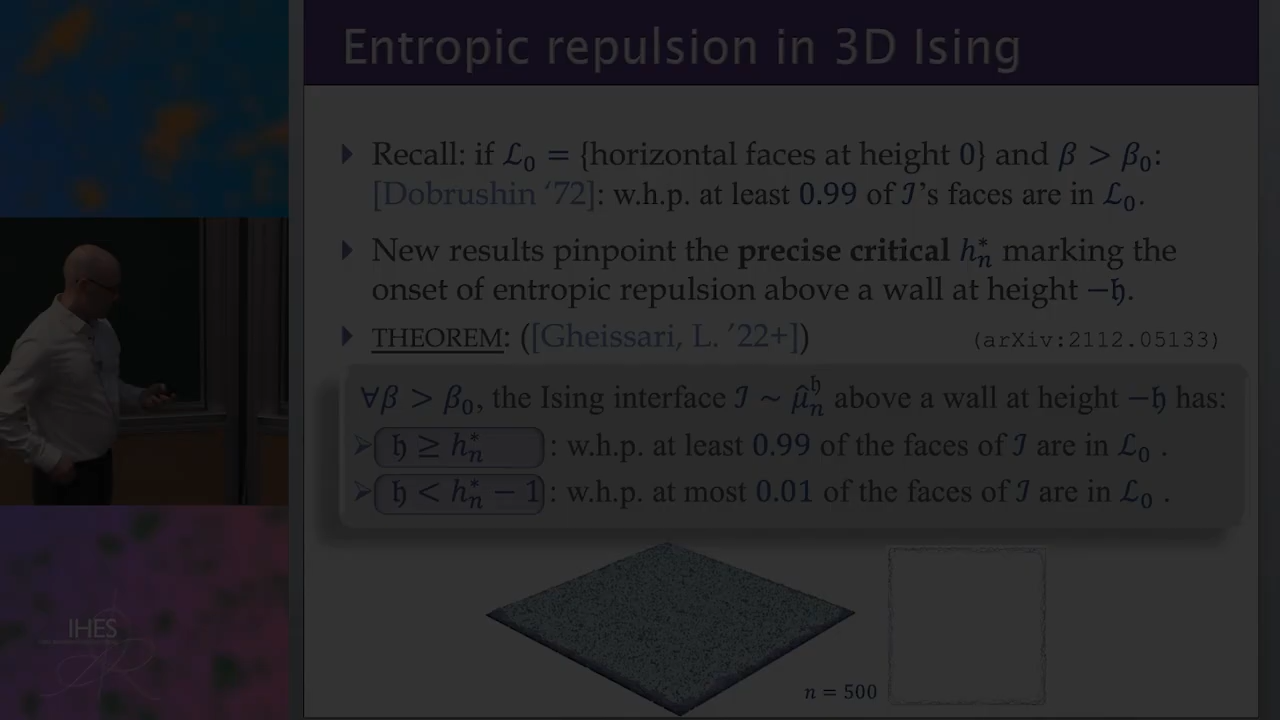 Entropic repulsion in 3D Ising
Recall: if ℒ₀ = {horizontal faces at height 0} and β > β₀:
[Dobrushin ‘72]: w.h.p. at least 0.99 of ℐ’s faces are in ℒ₀.
New results pinpoint the precise critical hₙ* marking the
onset of entropic repulsion above a wall at height −𝔥.
THEOREM: ([Gheissari, L. ’22+]) (arXiv:2112.05133)
∀β > β₀, the Ising interface ℐ ~ μ̂ₙ^𝔥 above a wall at height −𝔥 has:
𝔥 ≥ hₙ* : w.h.p. at least 0.99 of the faces of ℐ are in ℒ₀ .
𝔥 < hₙ* − 1 : w.h.p. at most 0.01 of the faces of ℐ are in ℒ₀ .
n = 500
IHES